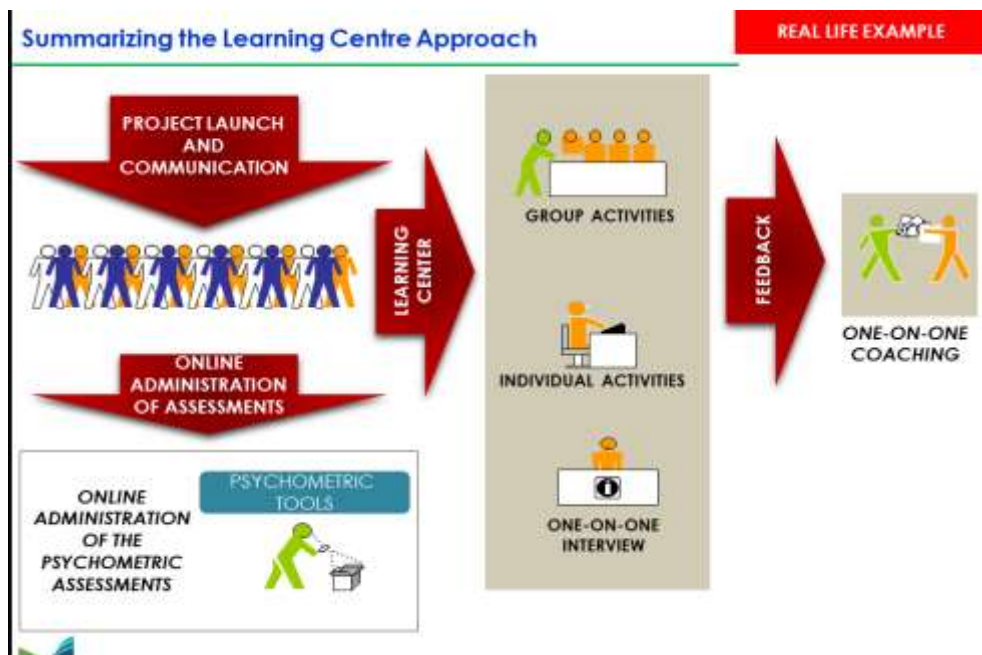 Summarizing the Learning Centre Approach
REAL LIFE EXAMPLE
PROJECT LAUNCH
AND
COMMUNICATION
LEARNING
CENTER
GROUP ACTIVITIES
INDIVIDUAL ACTIVITIES
ONE-ON-ONE
INTERVIEW
FEEDBACK
ONE-ON-ONE
COACHING
ONLINE
ADMINISTRATION
OF ASSESSMENTS
ONLINE
ADMINISTRATION
OF THE
PSYCHOMETRIC
ASSESSMENTS
PSYCHOMETRIC
TOOLS